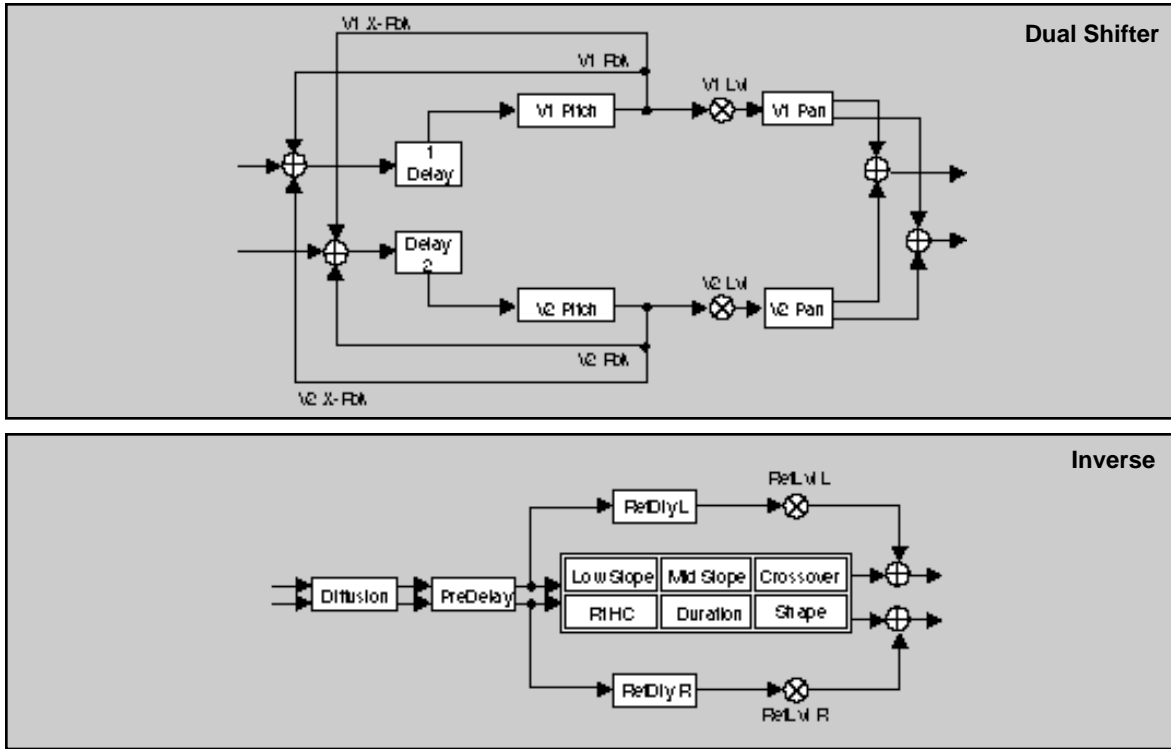 Dual Shifter
V1 X-Fbk
V1 Fbk
V1 Lvl
V1 Pitch
V1 Pan
1
Delay
Delay
2
V2 Lvl
V2 Pitch
V2 Pan
V2 Fbk
V2 X-Fbk
Inverse
RefLvl L
RefDly L
Low Slope Mid Slope Crossover
Diffusion PreDelay
RtHC Duration Shape
RefDly R
RefLvl R